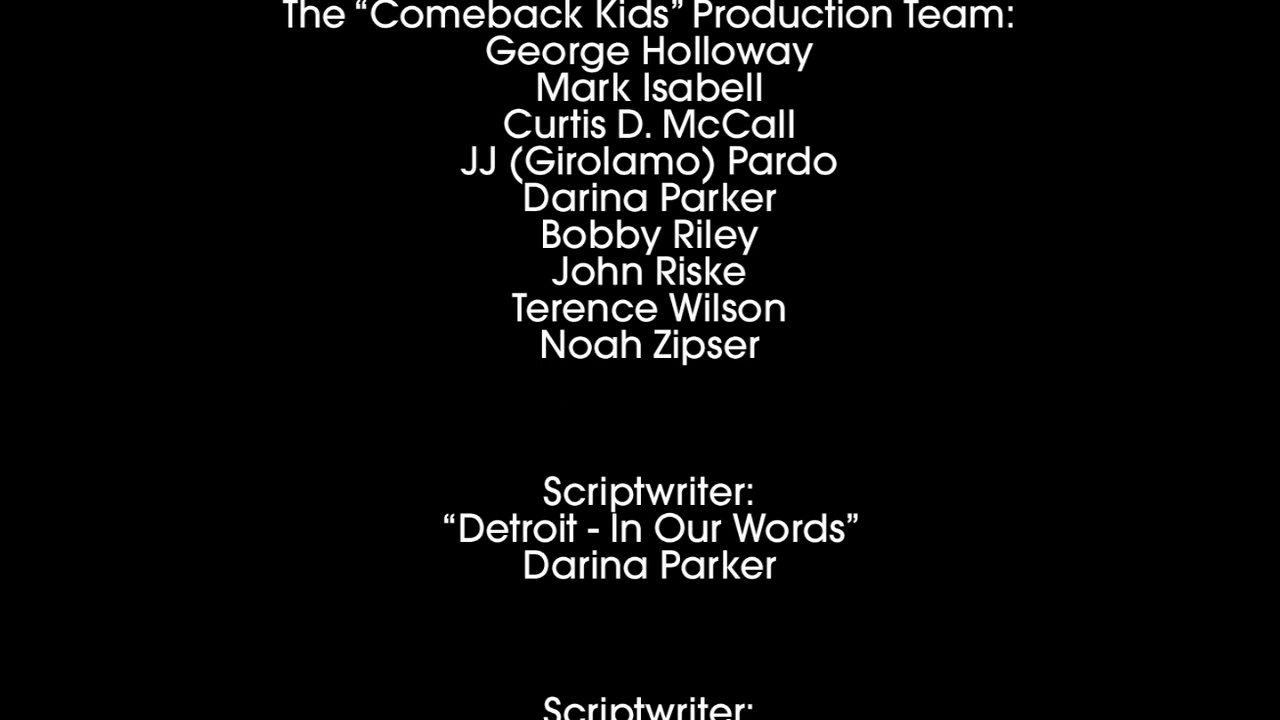 The “Comeback Kids” Production Team:
George Holloway
Mark Isabell
Curtis D. McCall
JJ (Girolamo) Pardo
Darina Parker
Bobby Riley
John Riske
Terence Wilson
Noah Zipser
Scriptwriter:
“Detroit - In Our Words”
Darina Parker
Scriptwriter: